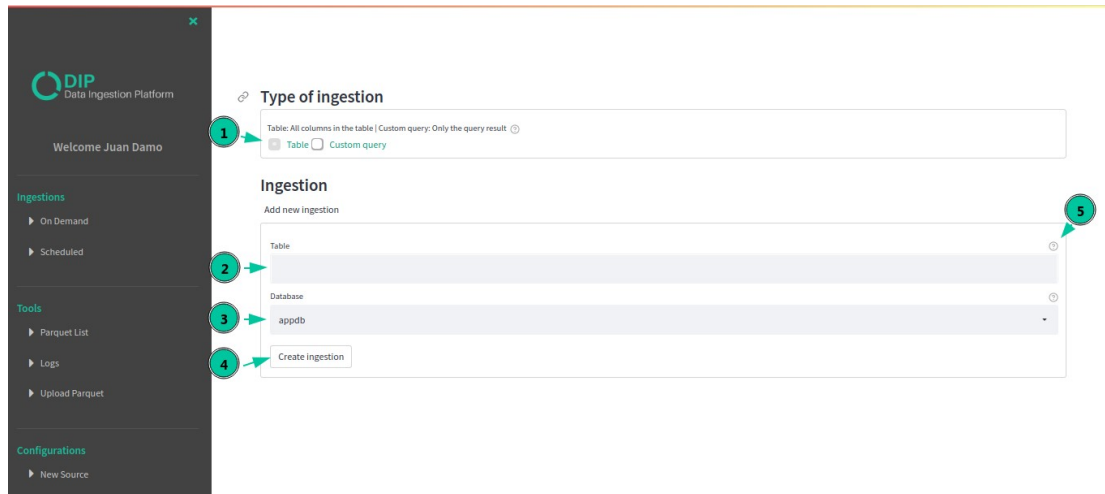 DIP
Data Ingestion Platform
Welcome Juan Damo
Ingestions
On Demand
Scheduled
Tools
Parquet List
Logs
Upload Parquet
Configurations
New Source
Type of ingestion
1
Table: All columns in the table | Custom query: Only the query result
Table Custom query
Ingestion
Add new ingestion
5
Table
2
Database
3
appdb
4
Create ingestion